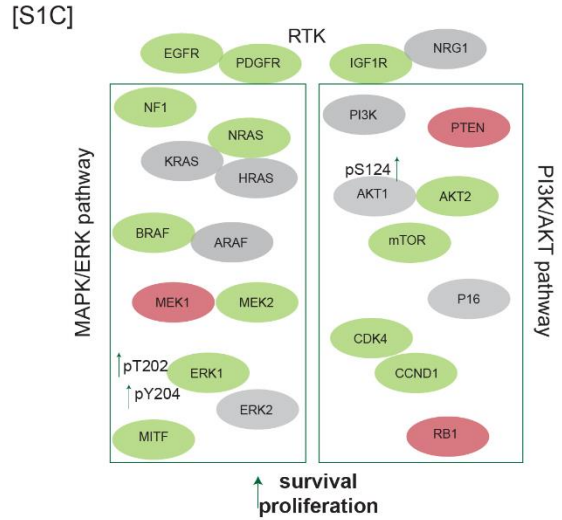 [S1C]
RTK
EGFR
PDGFR
IGF1R
NRG1
MAPK/ERK pathway
NF1
NRAS
KRAS
HRAS
BRAF
ARAF
MEK1
MEK2
pT202
ERK1
pY204
ERK2
MITF
PI3K/AKT pathway
PI3K
PTEN
pS124
AKT1
AKT2
mTOR
P16
CDK4
CCND1
RB1
survival
proliferation